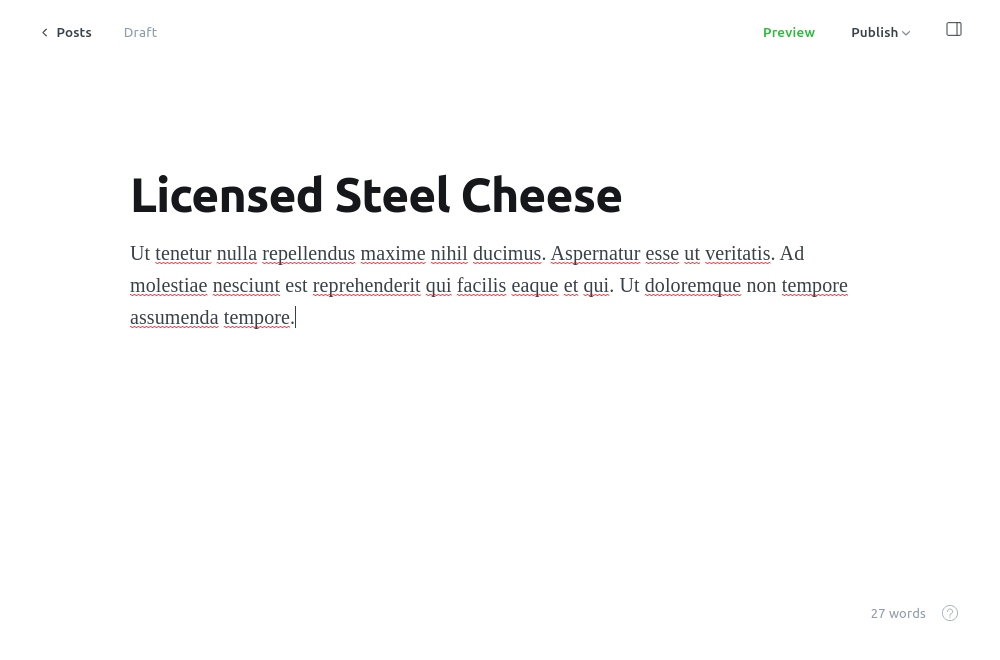 Posts Draft Preview Publish
Licensed Steel Cheese
Ut tenetur nulla repellendus maxime nihil ducimus. Aspernatur esse ut veritatis. Ad
molestiae nesciunt est reprehenderit qui facilis eaque et qui. Ut doloremque non tempore
assumenda tempore.
27 words ?